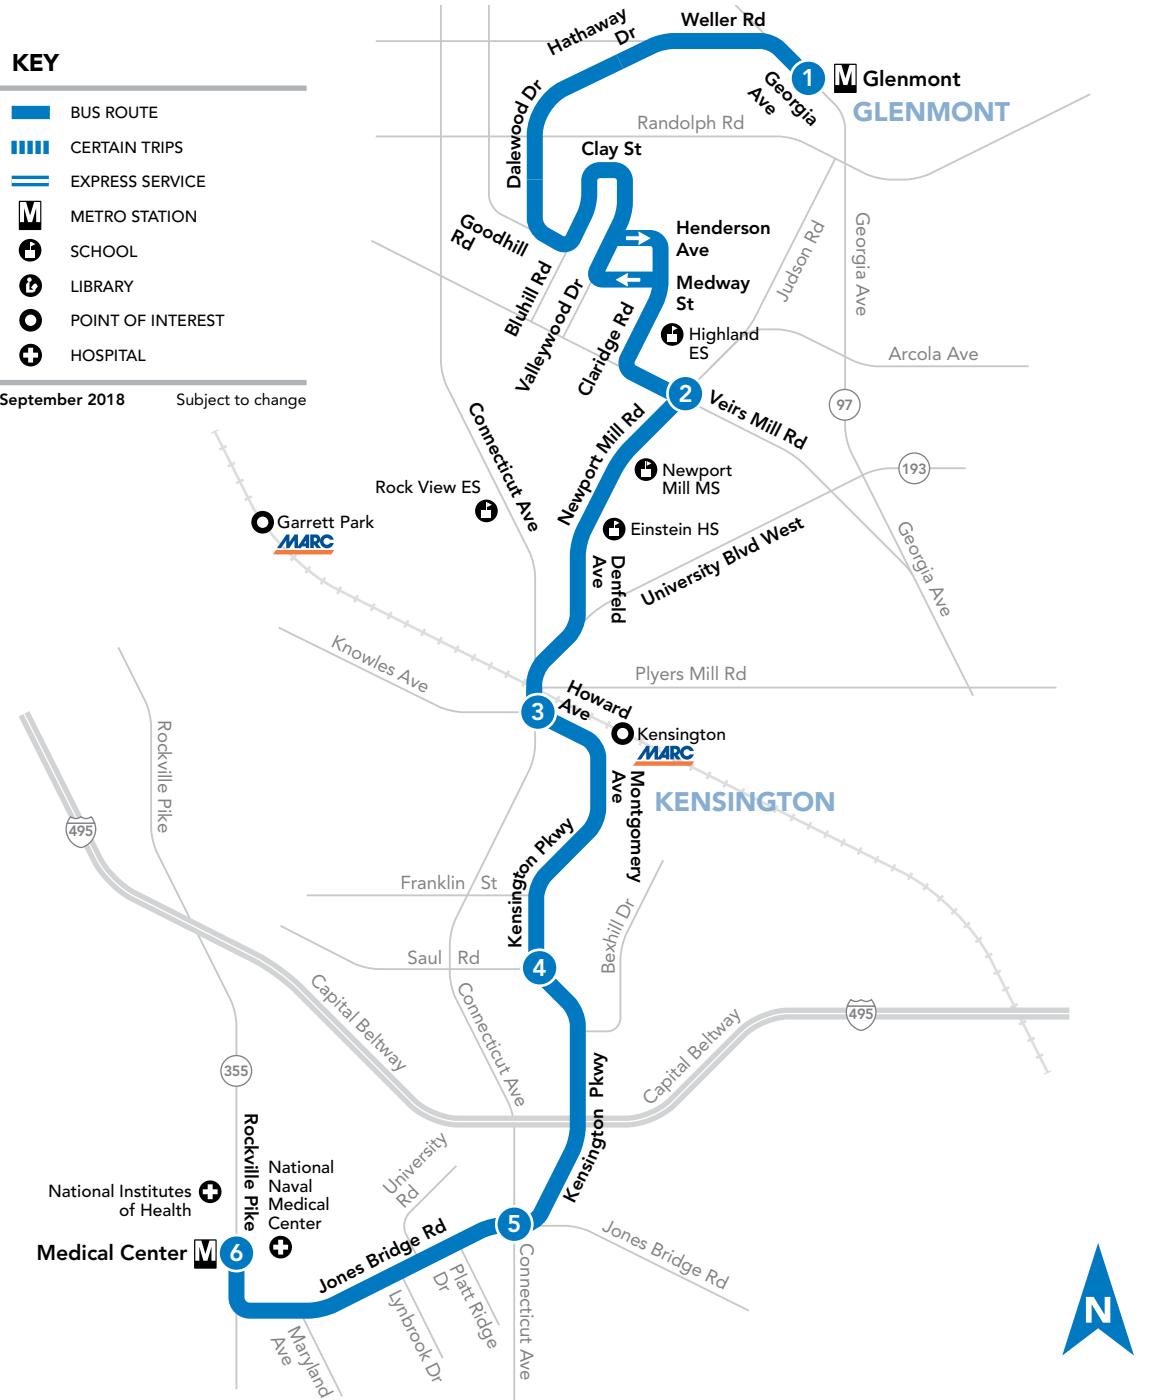 KEY
BUS ROUTE
CERTAIN TRIPS
EXPRESS SERVICE
M
METRO STATION
SCHOOL
LIBRARY
POINT OF INTEREST
HOSPITAL
September 2018
Subject to change
Weller Rd
Hathaway
Dr
1
M
Glenmont
GLENMONT
Georgia
Ave
Randolph Rd
Dalewood Dr
Clay St
Goodhill
Rd
Henderson
Ave
Medway
St
Judson Rd
Georgia Ave
Bluhill Rd
Valleywood Dr
Claridge Rd
Highland
ES
Arcola Ave
2
Veirs Mill Rd
97
Connecticut Ave
Newport Mill Rd
Newport
Mill MS
193
Rock View ES
Garrett Park
MARC
Einstein HS
University Blvd West
Georgia Ave
Denfeld
Ave
Knowles Ave
Plyers Mill Rd
3
Howard
Ave
Kensington
MARC
KENSINGTON
Montgomery
Ave
Rockville Pike
495
Kensington Pkwy
Franklin St
Bexhill Dr
Saul Rd
4
Capital Beltway
Connecticut Ave
495
Capital Beltway
355
Kensington Pkwy
Rockville Pike
University
Rd
National
Naval
Medical
Center
National Institutes
of Health
Medical Center
M
6
5
Jones Bridge Rd
Jones Bridge Rd
Connecticut Ave
Platt Ridge
Dr
Lynbrook Dr
Maryland
Ave
N